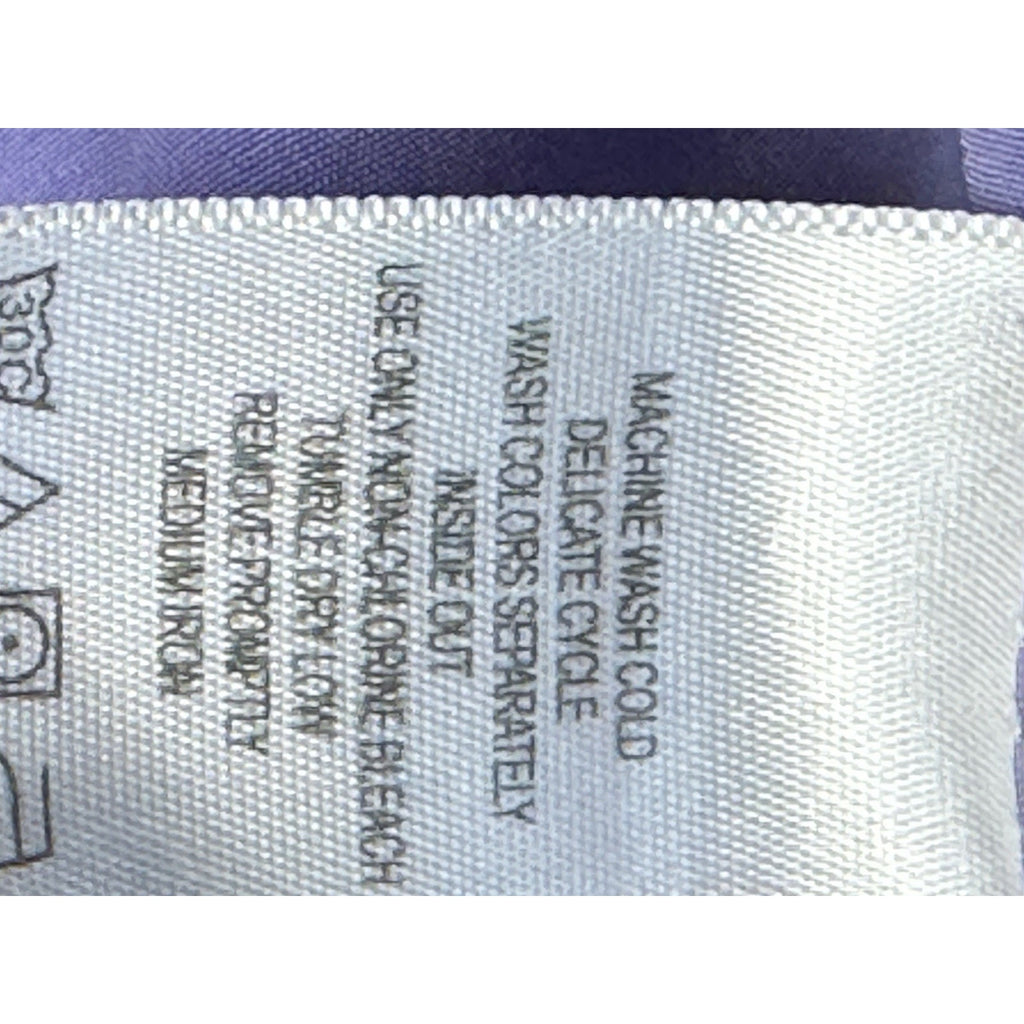 MACHINE WASH COLD
DELICATE CYCLE
WASH COLORS SEPARATELY
INSIDE OUT
USE ONLY NON-CHLORINE BLEACH
TUMBLE DRY LOW
REMOVE PROMPTLY
MEDIUM IRON
30C